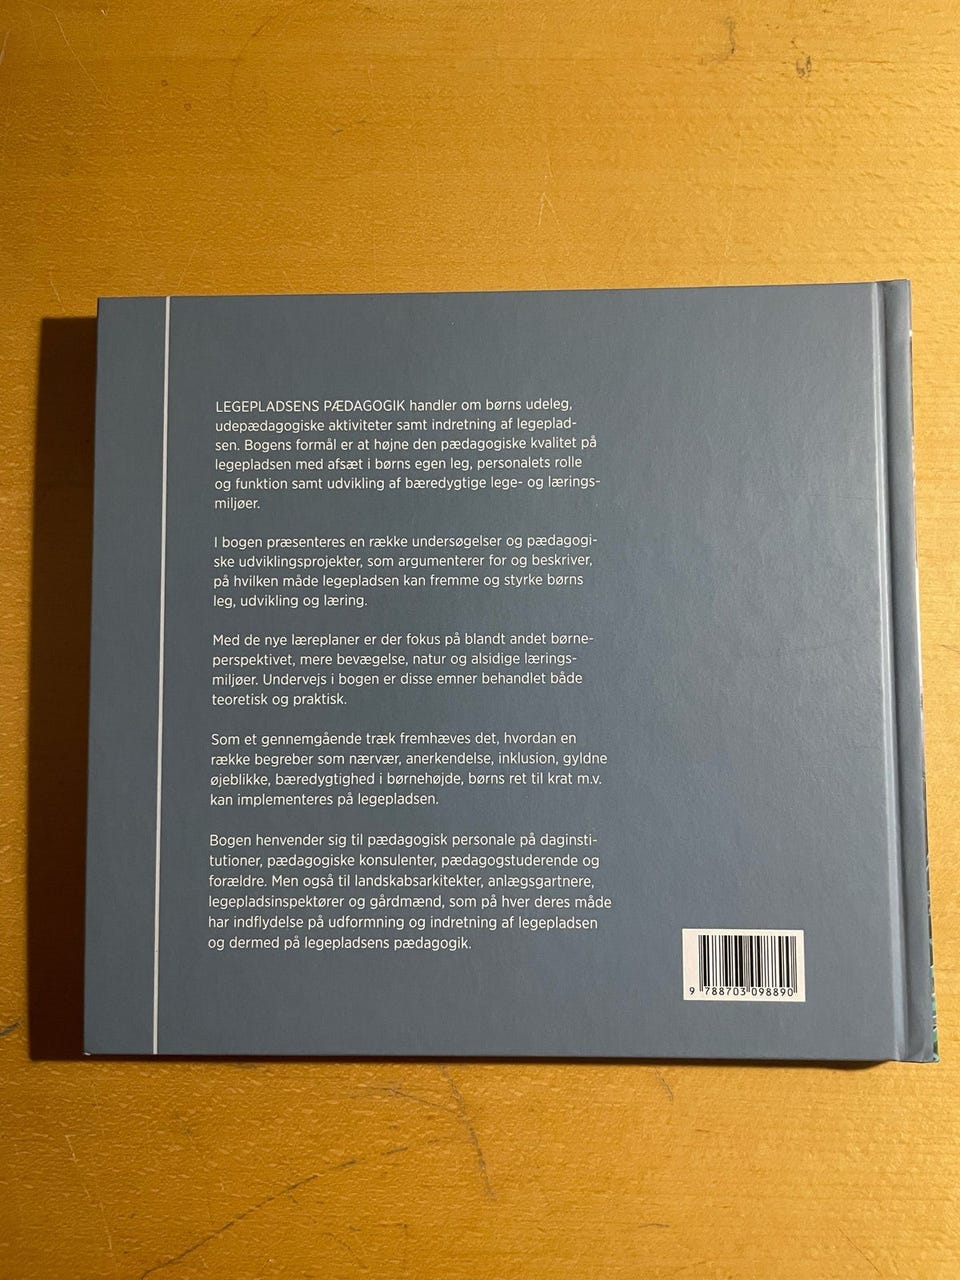 LEGEPLADSENS PÆDAGOGIK handler om børns udeleg,
udepædagogiske aktiviteter samt indretning af legeplad-
sen. Bogens formål er at højne den pædagogiske kvalitet på
legepladsen med afsæt i børns egen leg, personalets rolle
og funktion samt udvikling af bæredygtige lege- og lærings-
miljøer.
I bogen præsenteres en række undersøgelser og pædagogi-
ske udviklingsprojekter, som argumenterer for og beskriver,
på hvilken måde legepladsen kan fremme og styrke børns
leg, udvikling og læring.
Med de nye læreplaner er der fokus på blandt andet børne-
perspektivet, mere bevægelse, natur og alsidige lærings-
miljøer. Undervejs i bogen er disse emner behandlet både
teoretisk og praktisk.
Som et gennemgående træk fremhæves det, hvordan en
række begreber som nærvær, anerkendelse, inklusion, gyldne
øjeblikke, bæredygtighed i børnehøjde, børns ret til krat m.v.
kan implementeres på legepladsen.
Bogen henvender sig til pædagogisk personale på daginsti-
tutioner, pædagogiske konsulenter, pædagogstuderende og
forældre. Men også til landskabsarkitekter, anlægsgartnere,
legepladsinspektører og gårdmænd, som på hver deres måde
har indflydelse på udformning og indretning af legepladsen
og dermed på legepladsens pædagogik.
9 788703 098890